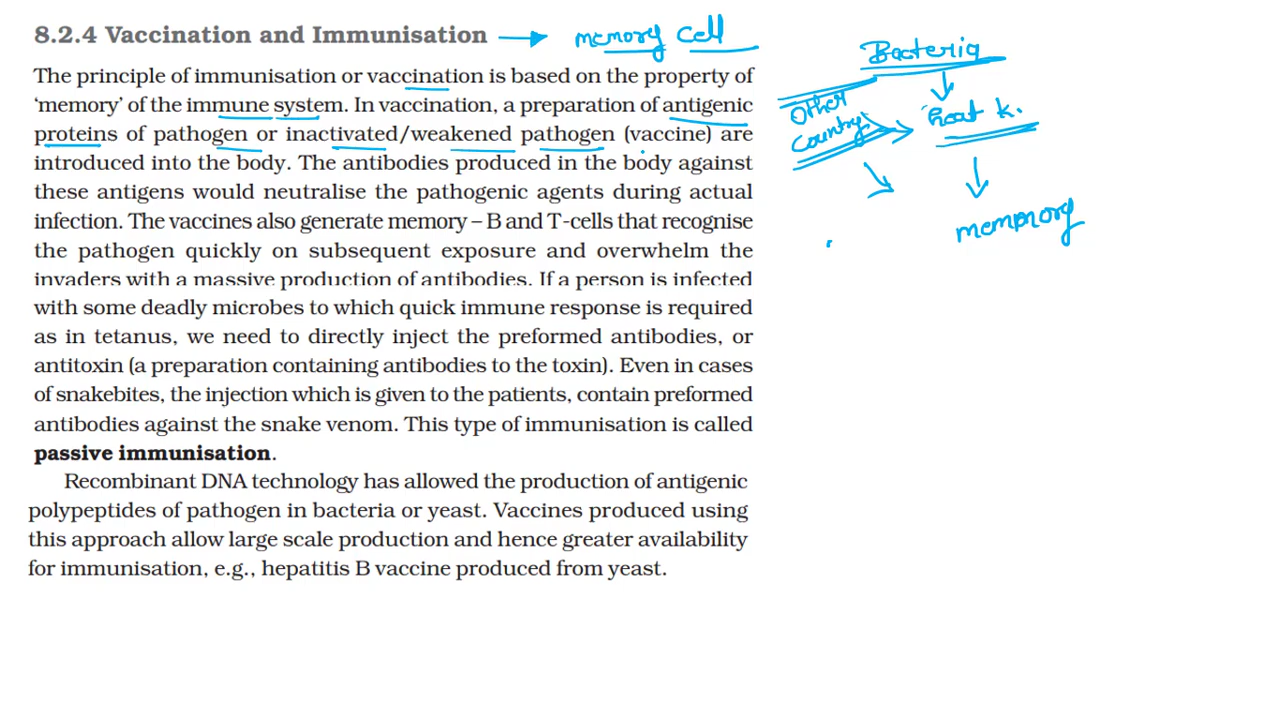 8.2.4 Vaccination and Immunisation → memory cell
The principle of immunisation or vaccination is based on the property of
'memory' of the immune system. In vaccination, a preparation of antigenic
proteins of pathogen or inactivated/weakened pathogen (vaccine) are
introduced into the body. The antibodies produced in the body against
these antigens would neutralise the pathogenic agents during actual
infection. The vaccines also generate memory – B and T-cells that recognise
the pathogen quickly on subsequent exposure and overwhelm the
invaders with a massive production of antibodies. If a person is infected
with some deadly microbes to which quick immune response is required
as in tetanus, we need to directly inject the preformed antibodies, or
antitoxin (a preparation containing antibodies to the toxin). Even in cases
of snakebites, the injection which is given to the patients, contain preformed
antibodies against the snake venom. This type of immunisation is called
passive immunisation.
Recombinant DNA technology has allowed the production of antigenic
polypeptides of pathogen in bacteria or yeast. Vaccines produced using
this approach allow large scale production and hence greater availability
for immunisation, e.g., hepatitis B vaccine produced from yeast.
Bacteria
Other
Country
heat k.
memmory